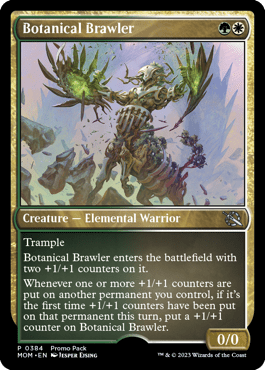 Botanical Brawler
Creature — Elemental Warrior
Trample
Botanical Brawler enters the battlefield with
two +1/+1 counters on it.
Whenever one or more +1/+1 counters are
put on another permanent you control, if it's
the first time +1/+1 counters have been put
on that permanent this turn, put a +1/+1
counter on Botanical Brawler.
0/0
P 0384 Promo Pack
MOM • EN Jesper Ejsing
™ & © 2023 Wizards of the Coast